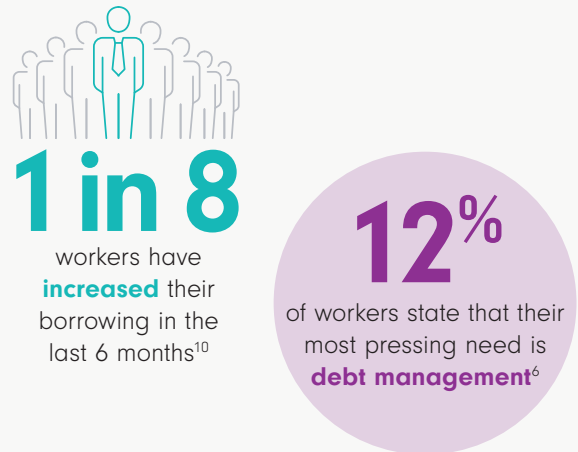 1 in 8
workers have
increased their
borrowing in the
last 6 months10
12%
of workers state that their
most pressing need is
debt management6